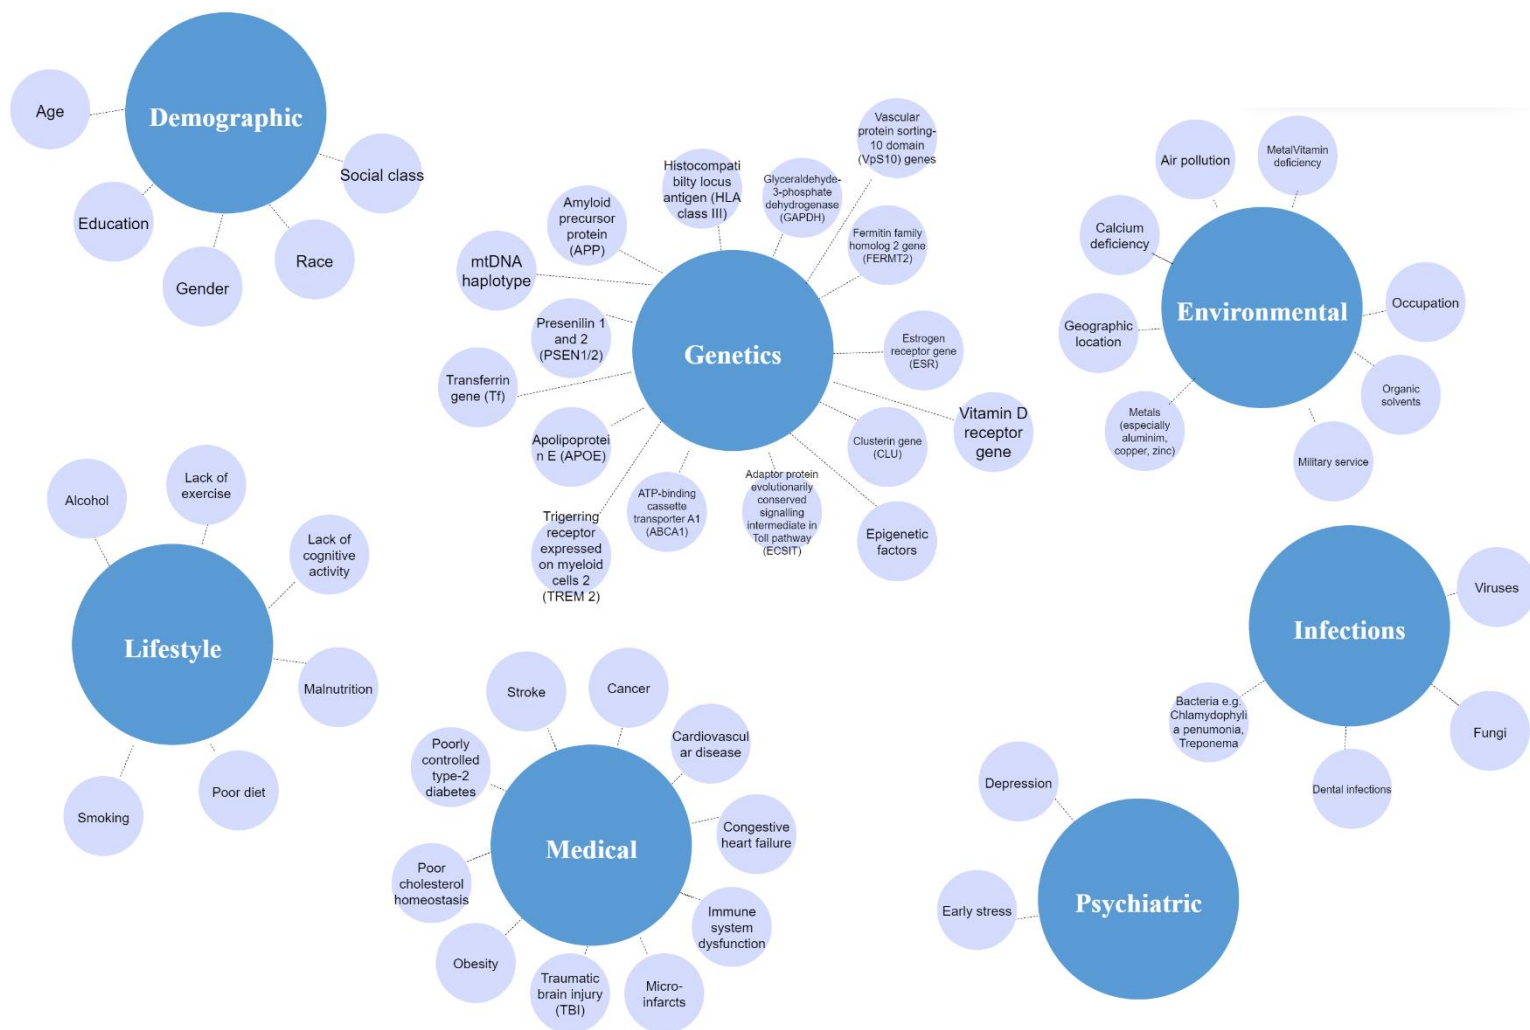 Demographic
Age
Education
Gender
Race
Social class
Genetics
Vascular
protein sorting-
10 domain
(VpS10) genes
Histocompati
bilty locus
antigen (HLA
class III)
Glyceraldehyde-
3-phosphate
dehydrogenase
(GAPDH)
Amyloid
precursor
protein
(APP)
Fermitin family
homolog 2 gene
(FERMT2)
mtDNA
haplotype
Presenilin 1
and 2
(PSEN1/2)
Estrogen
receptor gene
(ESR)
Transferrin
gene (Tf)
Vitamin D
receptor
gene
Apolipoprotei
n E (APOE)
Clusterin gene
(CLU)
ATP-binding
cassette
transporter A1
(ABCA1)
Adaptor protein
evolutionarily
conserved
signalling
intermediate in
Toll pathway
(ECSIT)
Epigenetic
factors
Trigerring
receptor
expressed
on myeloid
cells 2
(TREM 2)
Environmental
Air pollution
MetalVitamin
deficiency
Calcium
deficiency
Occupation
Geographic
location
Organic
solvents
Metals
(especially
aluminim,
copper, zinc)
Military service
Lifestyle
Alcohol
Lack of
exercise
Lack of
cognitive
activity
Malnutrition
Poor diet
Smoking
Medical
Stroke
Cancer
Poorly
controlled
type-2
diabetes
Cardiovascul
ar disease
Congestive
heart failure
Poor
cholesterol
homeostasis
Immune
system
dysfunction
Obesity
Traumatic
brain injury
(TBI)
Micro-
infarcts
Infections
Viruses
Bacteria e.g.
Chlamydophyli
a penumonia,
Treponema
Fungi
Dental infections
Psychiatric
Depression
Early stress